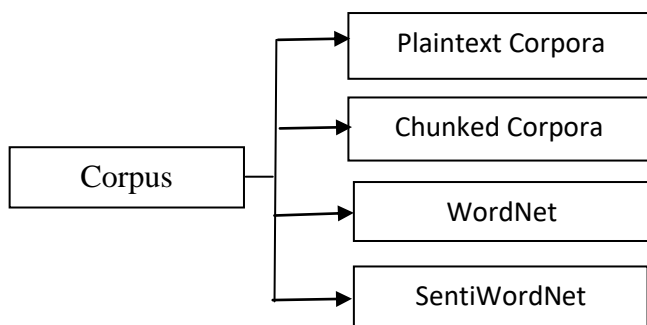 Plaintext Corpora
Chunked Corpora
Corpus
WordNet
SentiWordNet